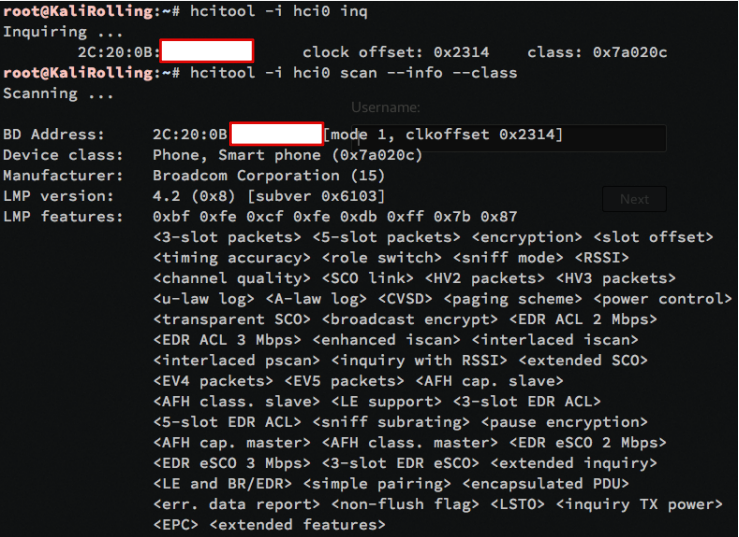 root@KaliRolling:~# hcitool -i hci0 inq
Inquiring ...
2C:20:0B: clock offset: 0x2314 class: 0x7a020c
root@KaliRolling:~# hcitool -i hci0 scan --info --class
Scanning ...
Username:
BD Address: 2C:20:0B [mode 1, clkoffset 0x2314]
Device class: Phone, Smart phone (0x7a020c)
Manufacturer: Broadcom Corporation (15)
LMP version: 4.2 (0x8) [subver 0x6103]
Next
LMP features: 0xbf 0xfe 0xcf 0xfe 0xdb 0xff 0x7b 0x87
<3-slot packets> <5-slot packets> <encryption> <slot offset>
<timing accuracy> <role switch> <sniff mode> <RSSI>
<channel quality> <SCO link> <HV2 packets> <HV3 packets>
<u-law log> <A-law log> <CVSD> <paging scheme> <power control>
<transparent SCO> <broadcast encrypt> <EDR ACL 2 Mbps>
<EDR ACL 3 Mbps> <enhanced iscan> <interlaced iscan>
<interlaced pscan> <inquiry with RSSI> <extended SCO>
<EV4 packets> <EV5 packets> <AFH cap. slave>
<AFH class. slave> <LE support> <3-slot EDR ACL>
<5-slot EDR ACL> <sniff subrating> <pause encryption>
<AFH cap. master> <AFH class. master> <EDR eSCO 2 Mbps>
<EDR eSCO 3 Mbps> <3-slot EDR eSCO> <extended inquiry>
<LE and BR/EDR> <simple pairing> <encapsulated PDU>
<err. data report> <non-flush flag> <LSTO> <inquiry TX power>
<EPC> <extended features>